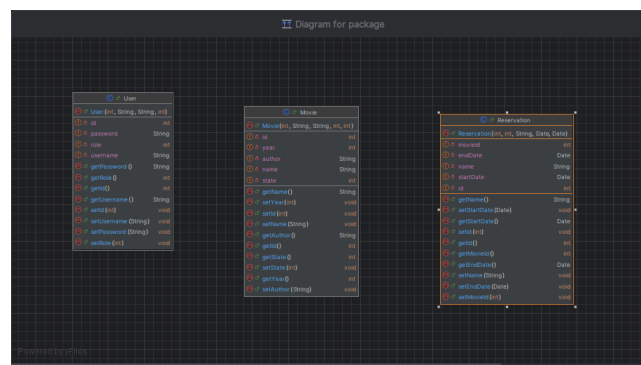 Diagram for package
User
User(int, String, String, int)
id int
password String
role int
username String
getPassword() String
getRole() int
getId() int
getUsername() String
setId(int) void
setUsername(String) void
setPassword(String) void
setRole(int) void
Movie
Movie(int, String, String, int, int)
id int
year int
author String
name String
state int
getName() String
setYear(int) void
setId(int) void
setName(String) void
getAuthor() String
getId() int
getState() int
setState(int) void
getYear() int
setAuthor(String) void
Reservation
Reservation(int, int, String, Date, Date)
movieId int
endDate Date
name String
startDate Date
id int
getName() String
setStartDate(Date) void
getStartDate() Date
setId(int) void
getId() int
getMovieId() int
getEndDate() Date
setName(String) void
setEndDate(Date) void
setMovieId(int) void
Powered by yFiles